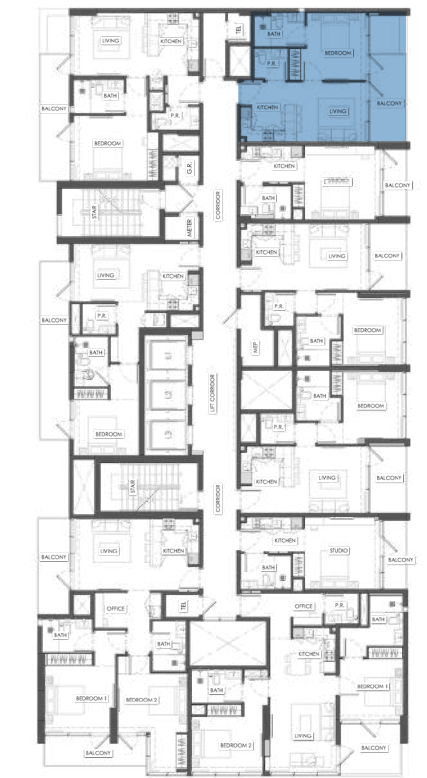 BATH
TEL
LIVING
KITCHEN
BEDROOM
P.R.
BATH
BALCONY
BALCONY
KITCHEN
LIVING
P.R.
BEDROOM
G.R.
KITCHEN
STUDIO
BALCONY
CORRIDOR
BATH
STAIR
METER
KITCHEN
LIVING
BALCONY
LIVING
KITCHEN
P.R.
BALCONY
P.R.
BATH
BEDROOM
BATH
MEP
L1
LIFT CORRIDOR
L2
BATH
BEDROOM
L3
BEDROOM
P.R.
STAIR
CORRIDOR
KITCHEN
LIVING
BALCONY
BALCONY
LIVING
KITCHEN
KITCHEN
STUDIO
BALCONY
BATH
OFFICE
TEL
OFFICE
P.R.
BATH
BATH
BATH
KITCHEN
BATH
BEDROOM 1
BEDROOM 2
BEDROOM 1
LIVING
BEDROOM 2
BALCONY
BALCONY